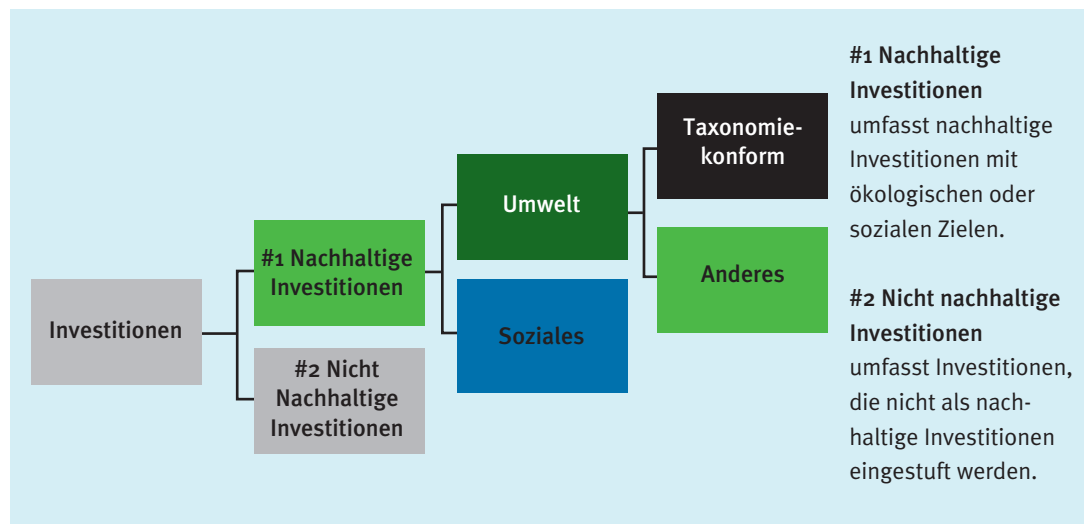 Investitionen
#1 Nachhaltige
Investitionen
#2 Nicht
Nachhaltige
Investitionen
Umwelt
Soziales
Taxonomie-
konform
Anderes
#1 Nachhaltige
Investitionen
umfasst nachhaltige
Investitionen mit
ökologischen oder
sozialen Zielen.
#2 Nicht nachhaltige
Investitionen
umfasst Investitionen,
die nicht als nach-
haltige Investitionen
eingestuft werden.